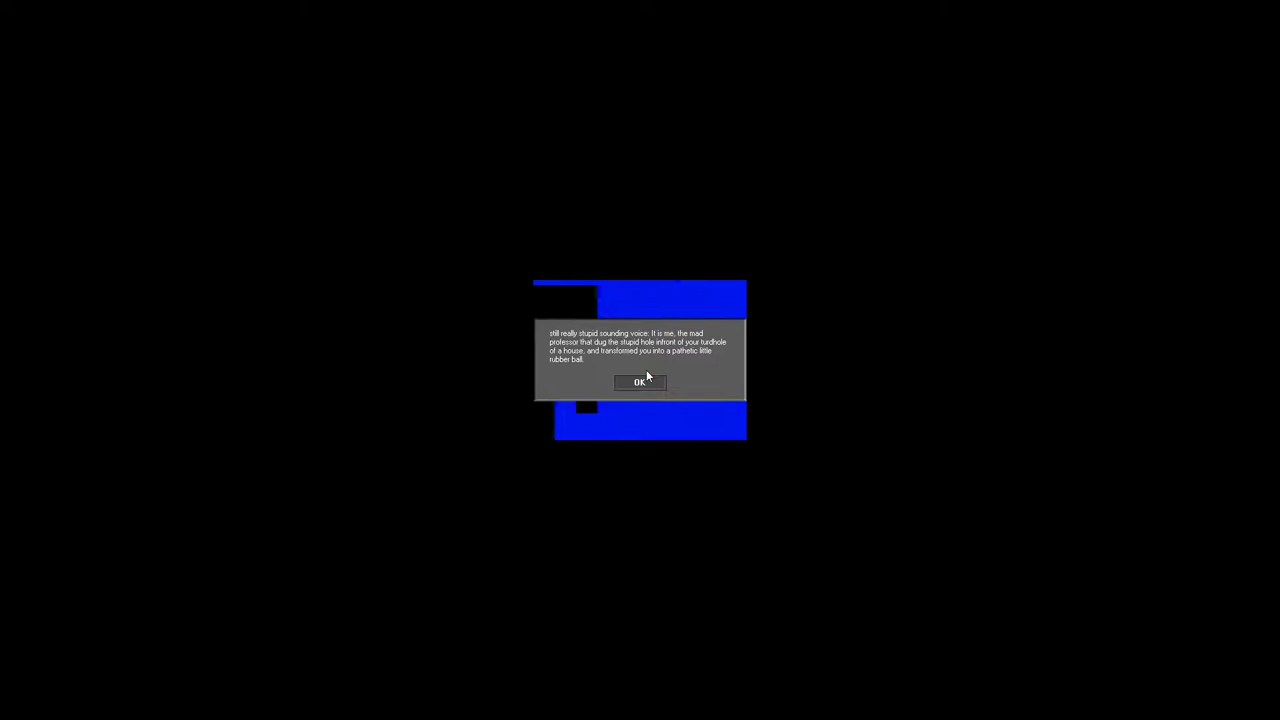 still really stupid sounding voice: It is me, the mad
professor that dug the stupid hole infront of your turdhole
of a house, and transformed you into a pathetic little
rubber ball.
OK